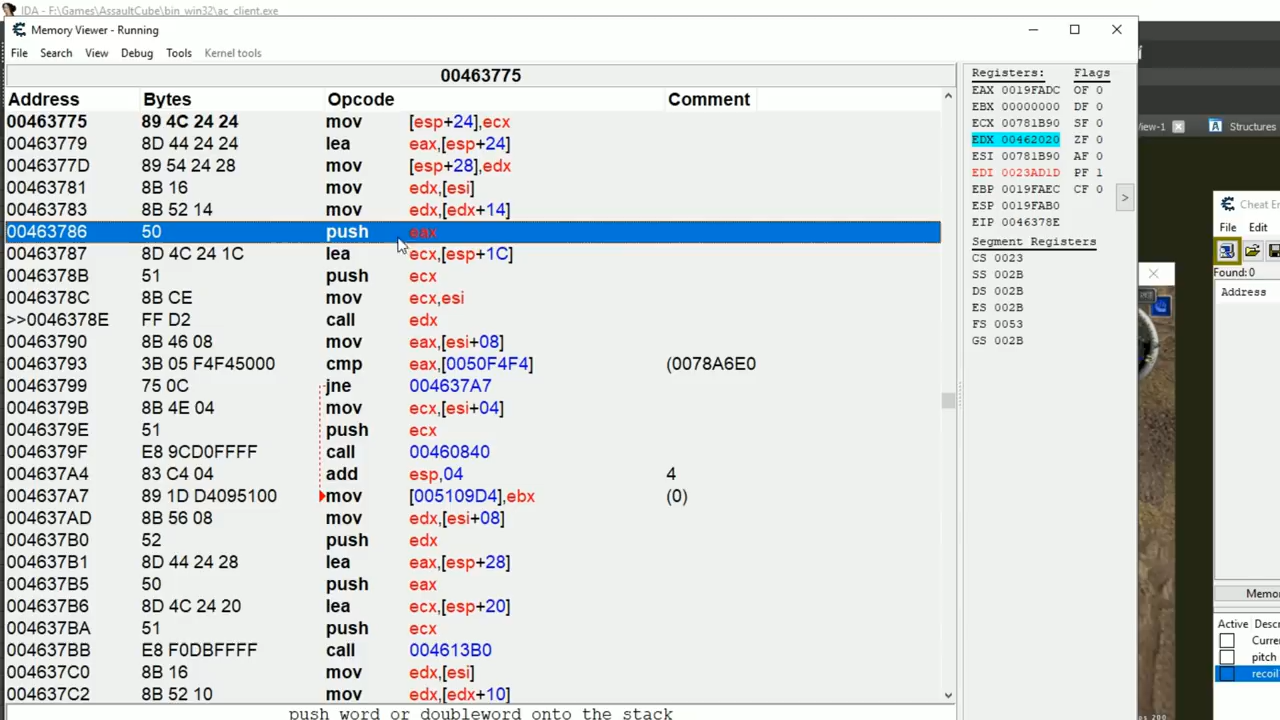 IDA - F:\Games\AssaultCube\bin_win32\ac_client.exe
Memory Viewer - Running
File Search View Debug Tools Kernel tools
00463775
Address Bytes Opcode Comment
00463775 89 4C 24 24 mov [esp+24],ecx
00463779 8D 44 24 24 lea eax,[esp+24]
0046377D 89 54 24 28 mov [esp+28],edx
00463781 8B 16 mov edx,[esi]
00463783 8B 52 14 mov edx,[edx+14]
00463786 50 push eax
00463787 8D 4C 24 1C lea ecx,[esp+1C]
0046378B 51 push ecx
0046378C 8B CE mov ecx,esi
>>0046378E FF D2 call edx
00463790 8B 46 08 mov eax,[esi+08]
00463793 3B 05 F4F45000 cmp eax,[0050F4F4] (0078A6E0
00463799 75 0C jne 004637A7
0046379B 8B 4E 04 mov ecx,[esi+04]
0046379E 51 push ecx
0046379F E8 9CD0FFFF call 00460840
004637A4 83 C4 04 add esp,04 4
004637A7 89 1D D4095100 mov [005109D4],ebx (0)
004637AD 8B 56 08 mov edx,[esi+08]
004637B0 52 push edx
004637B1 8D 44 24 28 lea eax,[esp+28]
004637B5 50 push eax
004637B6 8D 4C 24 20 lea ecx,[esp+20]
004637BA 51 push ecx
004637BB E8 F0DBFFFF call 004613B0
004637C0 8B 16 mov edx,[esi]
004637C2 8B 52 10 mov edx,[edx+10]
push word or doubleword onto the stack
Registers: Flags
EAX 0019FADC OF 0
EBX 00000000 DF 0
ECX 00781B90 SF 0
EDX 00462020 ZF 0
ESI 00781B90 AF 0
EDI 0023AD1D PF 1
EBP 0019FAEC CF 0
ESP 0019FAB0
EIP 0046378E
Segment Registers
CS 0023
SS 002B
DS 002B
ES 002B
FS 0053
GS 002B
>
iew-1 Structures
Cheat En
File Edit
Found:0
Address
Memo
Active Descr
Curre
pitch
recoil